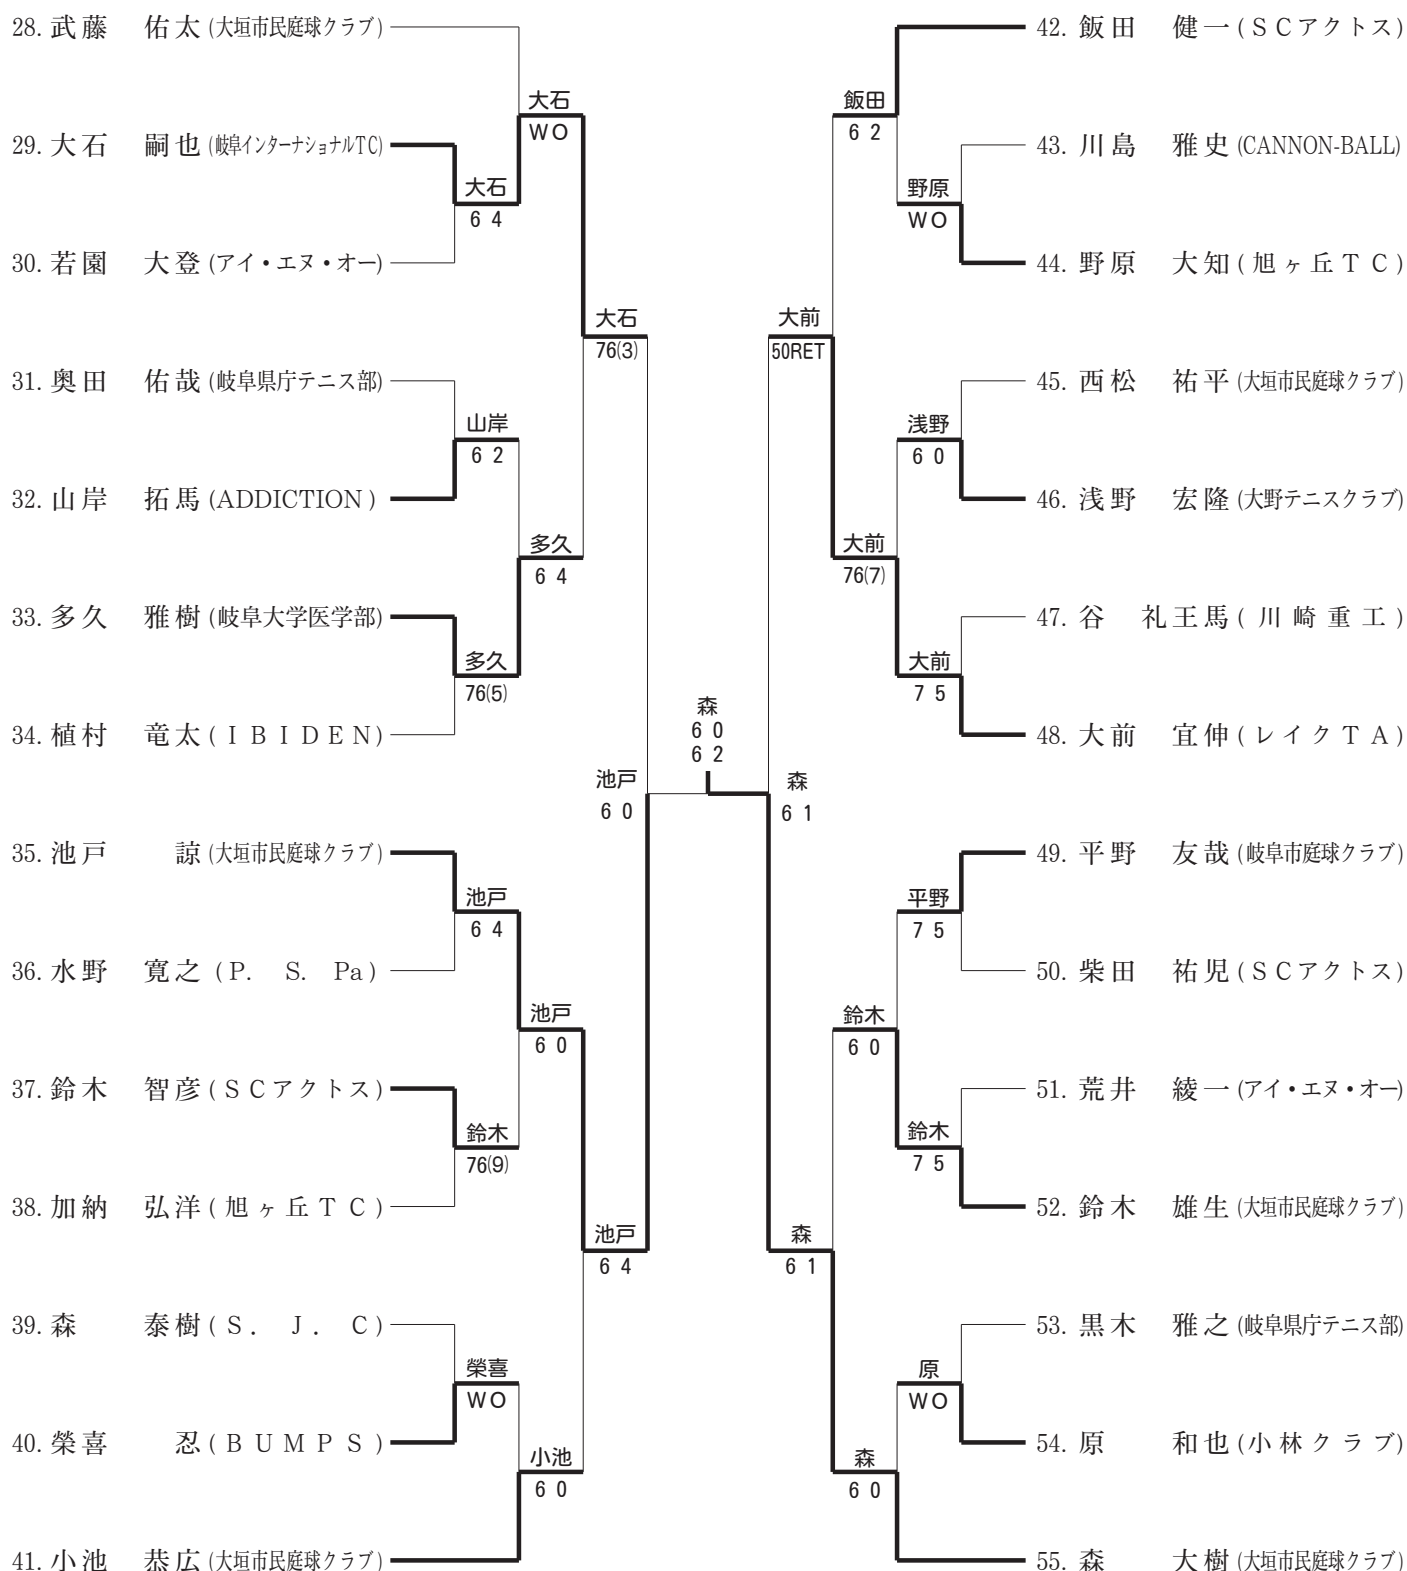 28. 武藤 佑太 (大垣市民庭球クラブ)
大石
WO
29. 大石 嗣也 (岐阜インターナショナルTC)
大石
6 4
30. 若園 大登 (アイ・エヌ・オー)
大石
76(3)
31. 奥田 佑哉 (岐阜県庁テニス部)
山岸
6 2
32. 山岸 拓馬 (ADDICTION)
多久
6 4
33. 多久 雅樹 (岐阜大学医学部)
多久
76(5)
34. 植村 竜太 (IBIDEN)
池戸
6 0
35. 池戸 諒 (大垣市民庭球クラブ)
池戸
6 4
36. 水野 寛之 (P. S. Pa)
池戸
6 0
37. 鈴木 智彦 (SCアクトス)
鈴木
76(9)
38. 加納 弘洋 (旭ヶ丘TC)
池戸
6 4
39. 森 泰樹 (S. J. C)
榮喜
WO
40. 榮喜 忍 (BUMPS)
小池
6 0
41. 小池 恭広 (大垣市民庭球クラブ)
森
6 0
6 2
42. 飯田 健一 (SCアクトス)
飯田
6 2
43. 川島 雅史 (CANNON-BALL)
野原
WO
44. 野原 大知 (旭ヶ丘TC)
大前
50RET
45. 西松 祐平 (大垣市民庭球クラブ)
浅野
6 0
46. 浅野 宏隆 (大野テニスクラブ)
大前
76(7)
47. 谷 礼王馬 (川崎重工)
大前
7 5
48. 大前 宜伸 (レイクTA)
森
6 1
49. 平野 友哉 (岐阜市庭球クラブ)
平野
7 5
50. 柴田 祐児 (SCアクトス)
鈴木
6 0
51. 荒井 綾一 (アイ・エヌ・オー)
鈴木
7 5
52. 鈴木 雄生 (大垣市民庭球クラブ)
森
6 1
53. 黒木 雅之 (岐阜県庁テニス部)
原
WO
54. 原 和也 (小林クラブ)
森
6 0
55. 森 大樹 (大垣市民庭球クラブ)